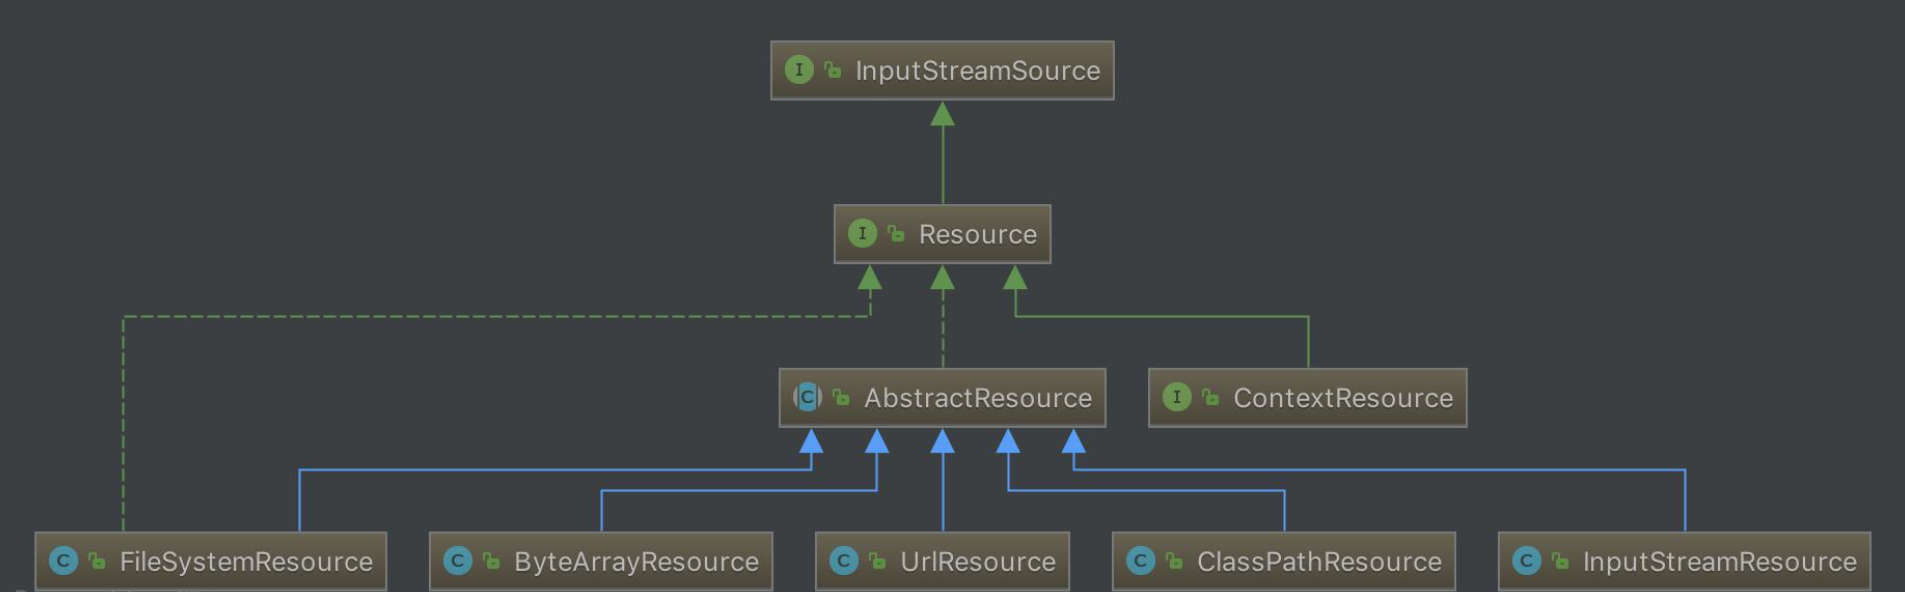 I InputStreamSource
I Resource
C AbstractResource
I ContextResource
C FileSystemResource
C ByteArrayResource
C UrlResource
C ClassPathResource
C InputStreamResource